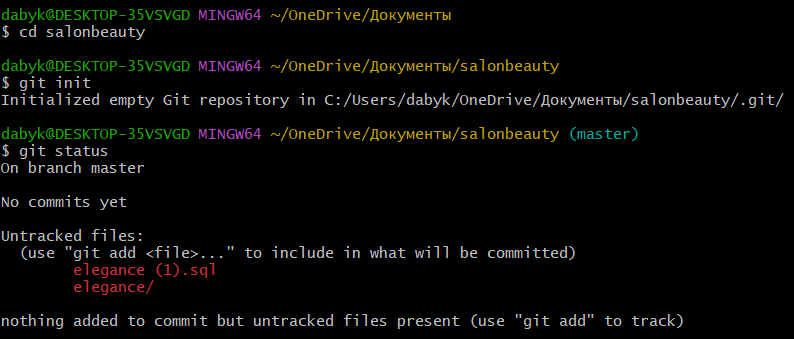 dabyk@DESKTOP-35VSVGD MINGW64 ~/OneDrive/Документы
$ cd salonbeauty
dabyk@DESKTOP-35VSVGD MINGW64 ~/OneDrive/Документы/salonbeauty
$ git init
Initialized empty Git repository in C:/Users/dabyk/OneDrive/Документы/salonbeauty/.git/
dabyk@DESKTOP-35VSVGD MINGW64 ~/OneDrive/Документы/salonbeauty (master)
$ git status
On branch master
No commits yet
Untracked files:
  (use "git add <file>..." to include in what will be committed)
        elegance (1).sql
        elegance/
nothing added to commit but untracked files present (use "git add" to track)